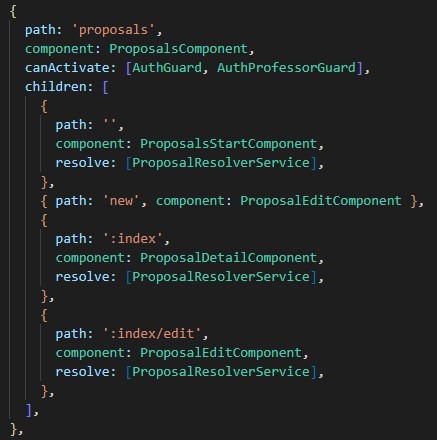 {
  path: 'proposals',
  component: ProposalsComponent,
  canActivate: [AuthGuard, AuthProfessorGuard],
  children: [
    {
      path: '',
      component: ProposalsStartComponent,
      resolve: [ProposalResolverService],
    },
    { path: 'new', component: ProposalEditComponent },
    {
      path: ':index',
      component: ProposalDetailComponent,
      resolve: [ProposalResolverService],
    },
    {
      path: ':index/edit',
      component: ProposalEditComponent,
      resolve: [ProposalResolverService],
    },
  ],
},